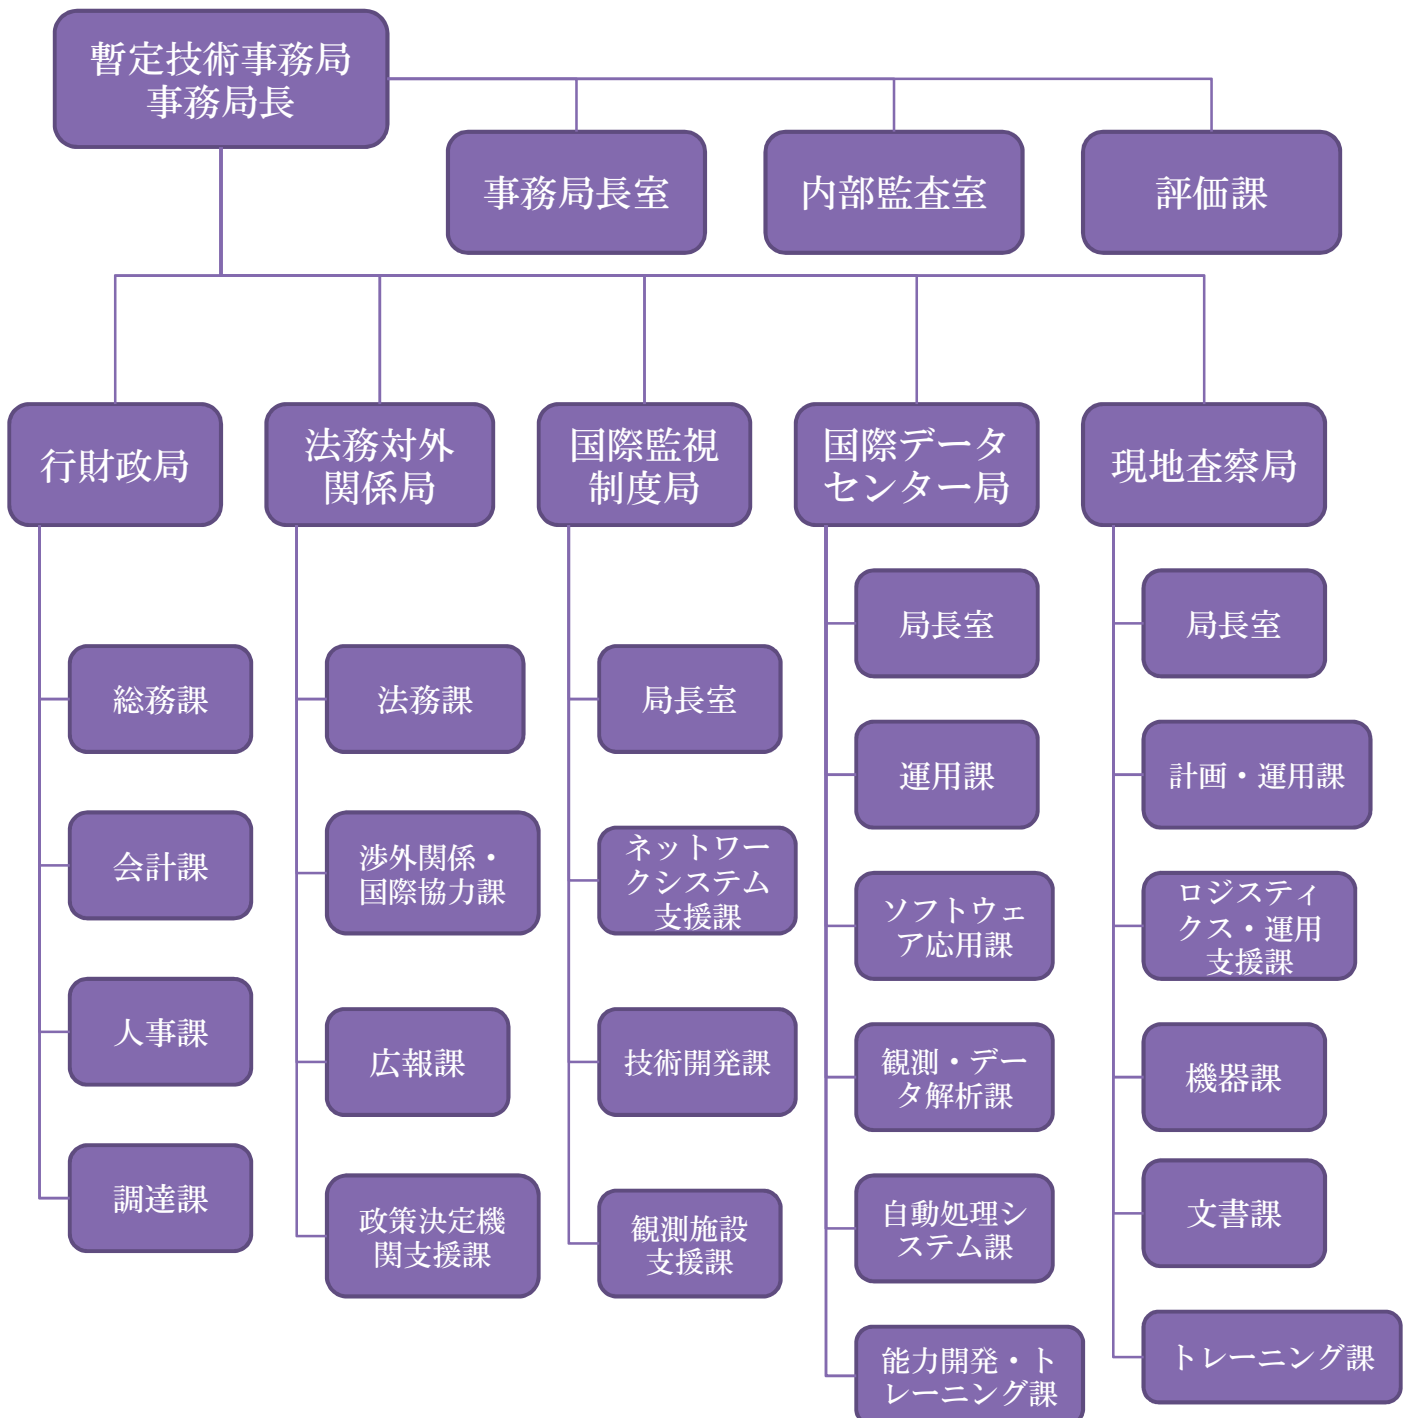 暫定技術事務局
事務局長
事務局長室
内部監査室
評価課
行財政局
法務対外
関係局
国際監視
制度局
国際データ
センター局
現地査察局
総務課
会計課
人事課
調達課
法務課
渉外関係・
国際協力課
広報課
政策決定機
関支援課
局長室
ネットワー
クシステム
支援課
技術開発課
観測施設
支援課
局長室
運用課
ソフトウェ
ア応用課
観測・デー
タ解析課
自動処理シ
ステム課
能力開発・ト
レーニング課
局長室
計画・運用課
ロジスティ
クス・運用
支援課
機器課
文書課
トレーニング課